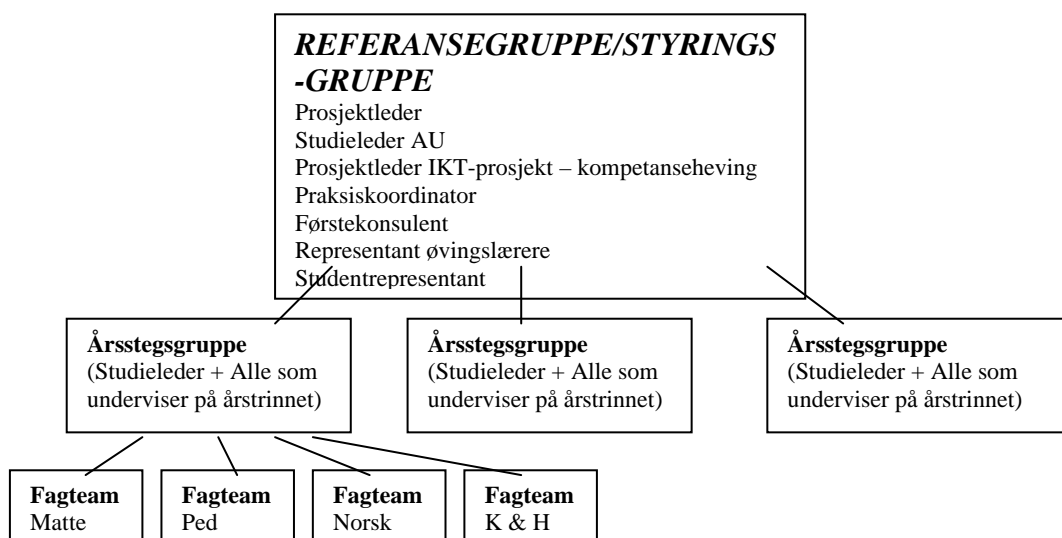 REFERANSEGRUPPE/STYRINGS
-GRUPPE
Prosjektleder
Studieleder AU
Prosjektleder IKT-prosjekt – kompetanseheving
Praksiskoordinator
Førstekonsulent
Representant øvingslærere
Studentrepresentant
Årsstegsgruppe
(Studieleder + Alle som
underviser på årstrinnet)
Årsstegsgruppe
(Studieleder + Alle som
underviser på årstrinnet)
Årsstegsgruppe
(Studieleder + Alle som
underviser på årstrinnet)
Fagteam
Matte
Fagteam
Ped
Fagteam
Norsk
Fagteam
K & H